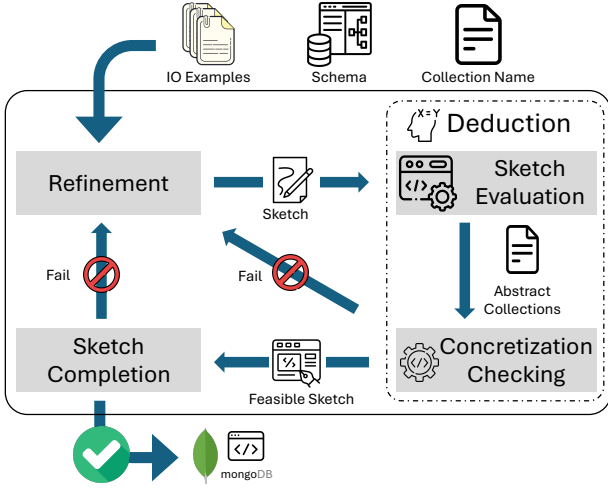 IO Examples
Schema
Collection Name
X=Y
Deduction
Refinement
Sketch
</>
Sketch
Evaluation
Fail
Fail
Abstract
Collections
Sketch
Completion
</>
Feasible Sketch
</>
Concretization
Checking
</>
mongoDB